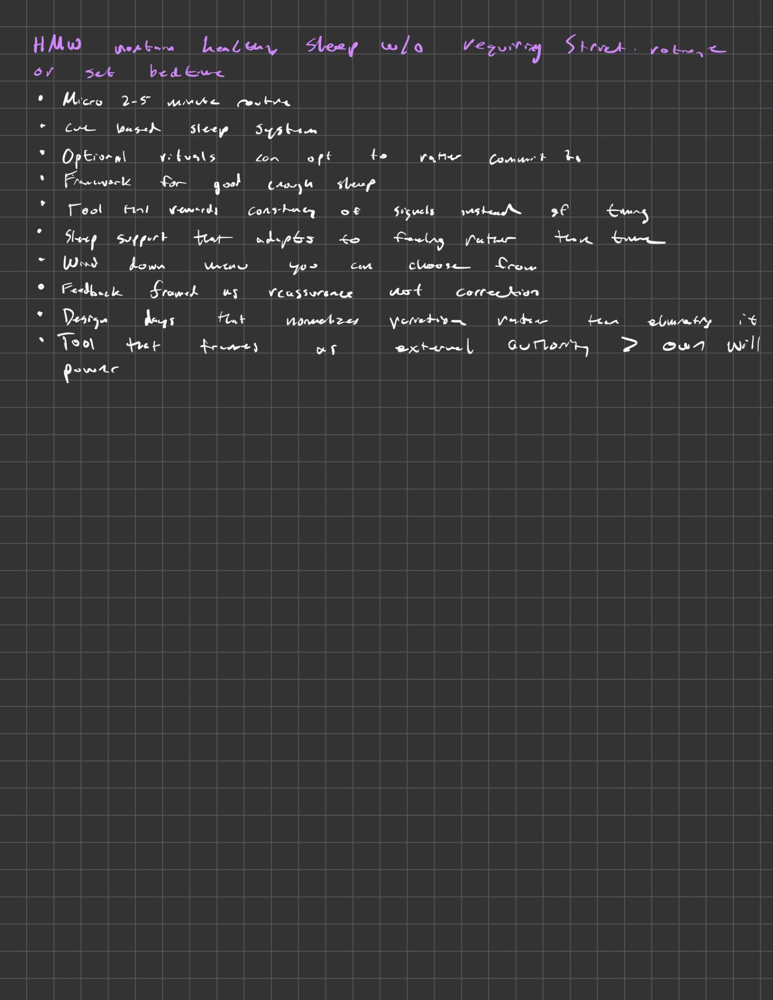 HMW maintain healthy sleep w/o requiring struct. rotune
or set bedtime
• Micro 2-5 minute routine
• Cue based sleep system
• Optional rituals can opt to rather commit to
• Framework for good enough sleep
• Tool that rewards consistency of signals instead of timing
• Sleep support that adapts to feeling rather than time
• Wind down menu you can choose from
• Feedback framed as reassurance not correction
• Design days that normalizes variation rather than eliminating it
• Tool that frames as external authority > own will
power